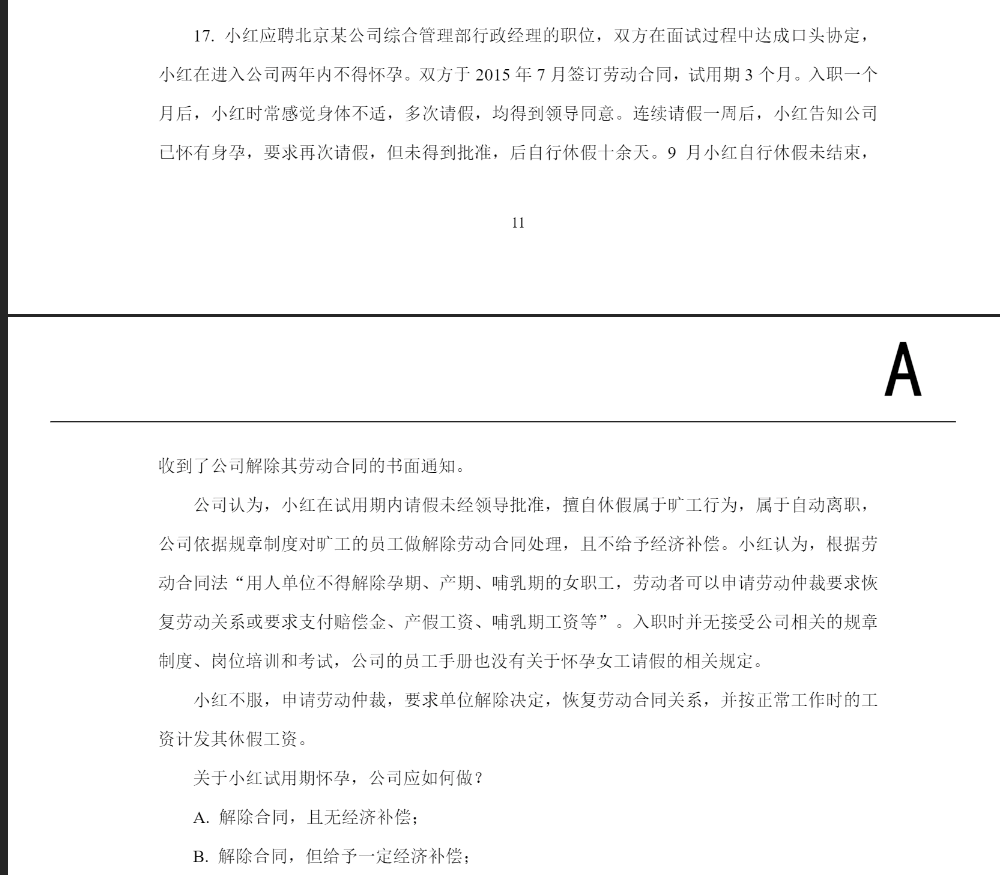 17. 小红应聘北京某公司综合管理部行政经理的职位，双方在面试过程中达成口头协定，
小红在进入公司两年内不得怀孕。双方于 2015 年 7 月签订劳动合同，试用期 3 个月。入职一个
月后，小红时常感觉身体不适，多次请假，均得到领导同意。连续请假一周后，小红告知公司
已怀有身孕，要求再次请假，但未得到批准，后自行休假十余天。9 月小红自行休假未结束，
11
A
收到了公司解除其劳动合同的书面通知。
公司认为，小红在试用期内请假未经领导批准，擅自休假属于旷工行为，属于自动离职，
公司依据规章制度对旷工的员工做解除劳动合同处理，且不给予经济补偿。小红认为，根据劳
动合同法“用人单位不得解除孕期、产期、哺乳期的女职工，劳动者可以申请劳动仲裁要求恢
复劳动关系或要求支付赔偿金、产假工资、哺乳期工资等”。入职时并无接受公司相关的规章
制度、岗位培训和考试，公司的员工手册也没有关于怀孕女工请假的相关规定。
小红不服，申请劳动仲裁，要求单位解除决定，恢复劳动合同关系，并按正常工作时的工
资计发其休假工资。
关于小红试用期怀孕，公司应如何做？
A. 解除合同，且无经济补偿；
B. 解除合同，但给予一定经济补偿；